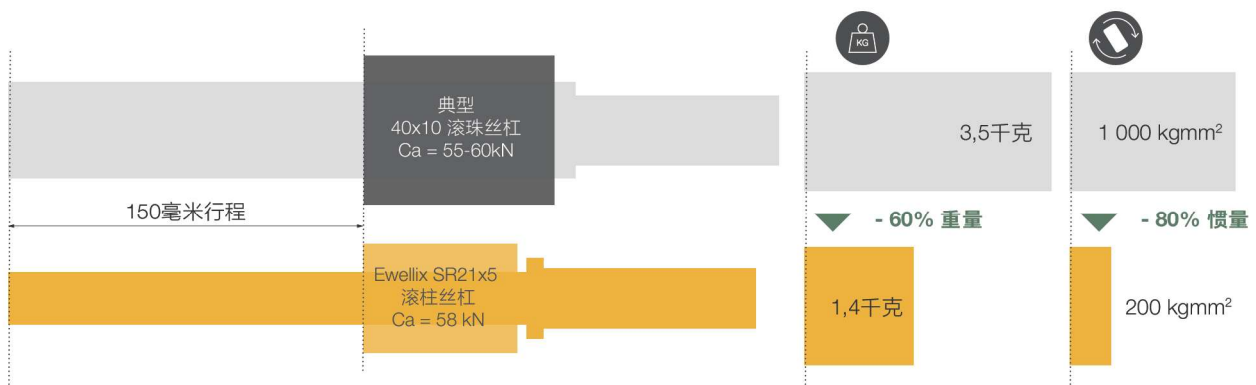 KG
典型
40x10 滚珠丝杠
Ca = 55-60kN
3,5千克
1 000 kgmm²
150毫米行程
- 60% 重量
- 80% 惯量
Ewellix SR21x5
滚柱丝杠
Ca = 58 kN
1,4千克
200 kgmm²